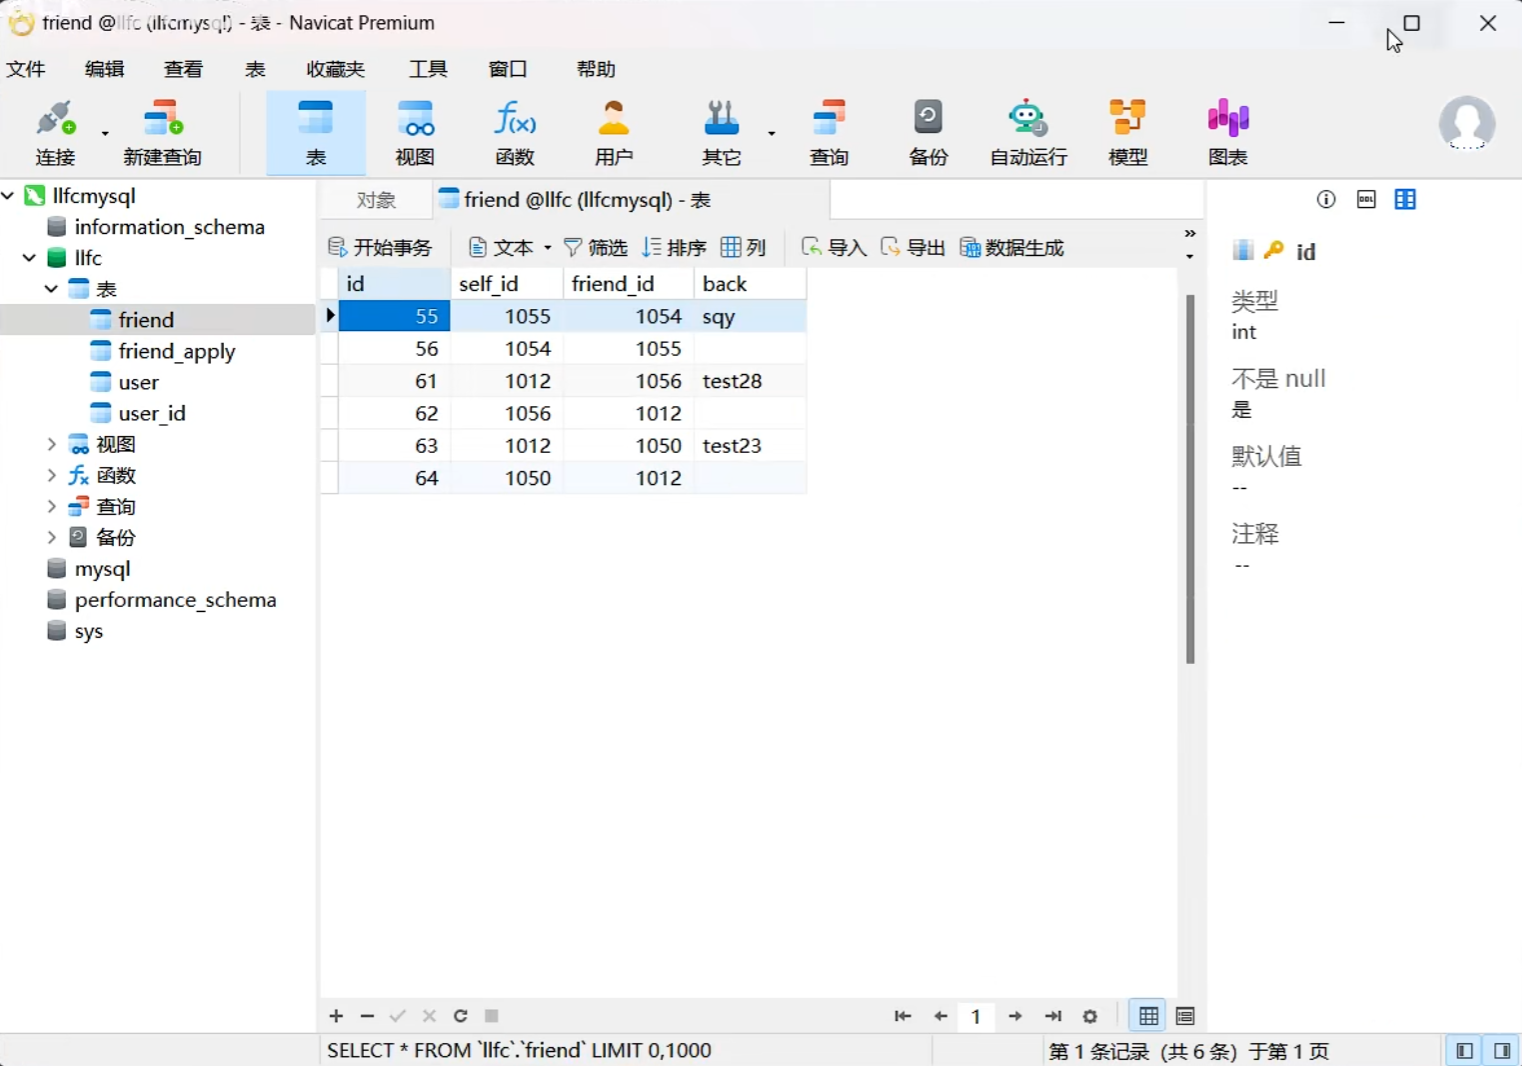 friend @llfc (llfcmysql) - 表 - Navicat Premium
文件 编辑 查看 表 收藏夹 工具 窗口 帮助
连接 新建查询 表 视图 函数 用户 其它 查询 备份 自动运行 模型 图表
llfcmysql
information_schema
llfc
表
friend
friend_apply
user
user_id
视图
函数
查询
备份
mysql
performance_schema
sys
对象 friend @llfc (llfcmysql) - 表
开始事务 文本 筛选 排序 列 导入 导出 数据生成
id self_id friend_id back
55 1055 1054 sqy
56 1054 1055
61 1012 1056 test28
62 1056 1012
63 1012 1050 test23
64 1050 1012
id
类型
int
不是 null
是
默认值
--
注释
--
1
SELECT * FROM `llfc`.`friend` LIMIT 0,1000
第 1 条记录 (共 6 条) 于第 1 页